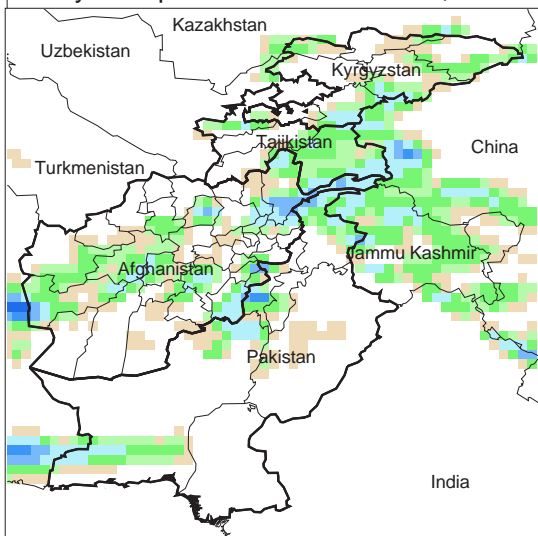 Kazakhstan
Uzbekistan
Kyrgyzstan
Tajikistan
China
Turkmenistan
Jammu Kashmir
Afghanistan
Pakistan
India